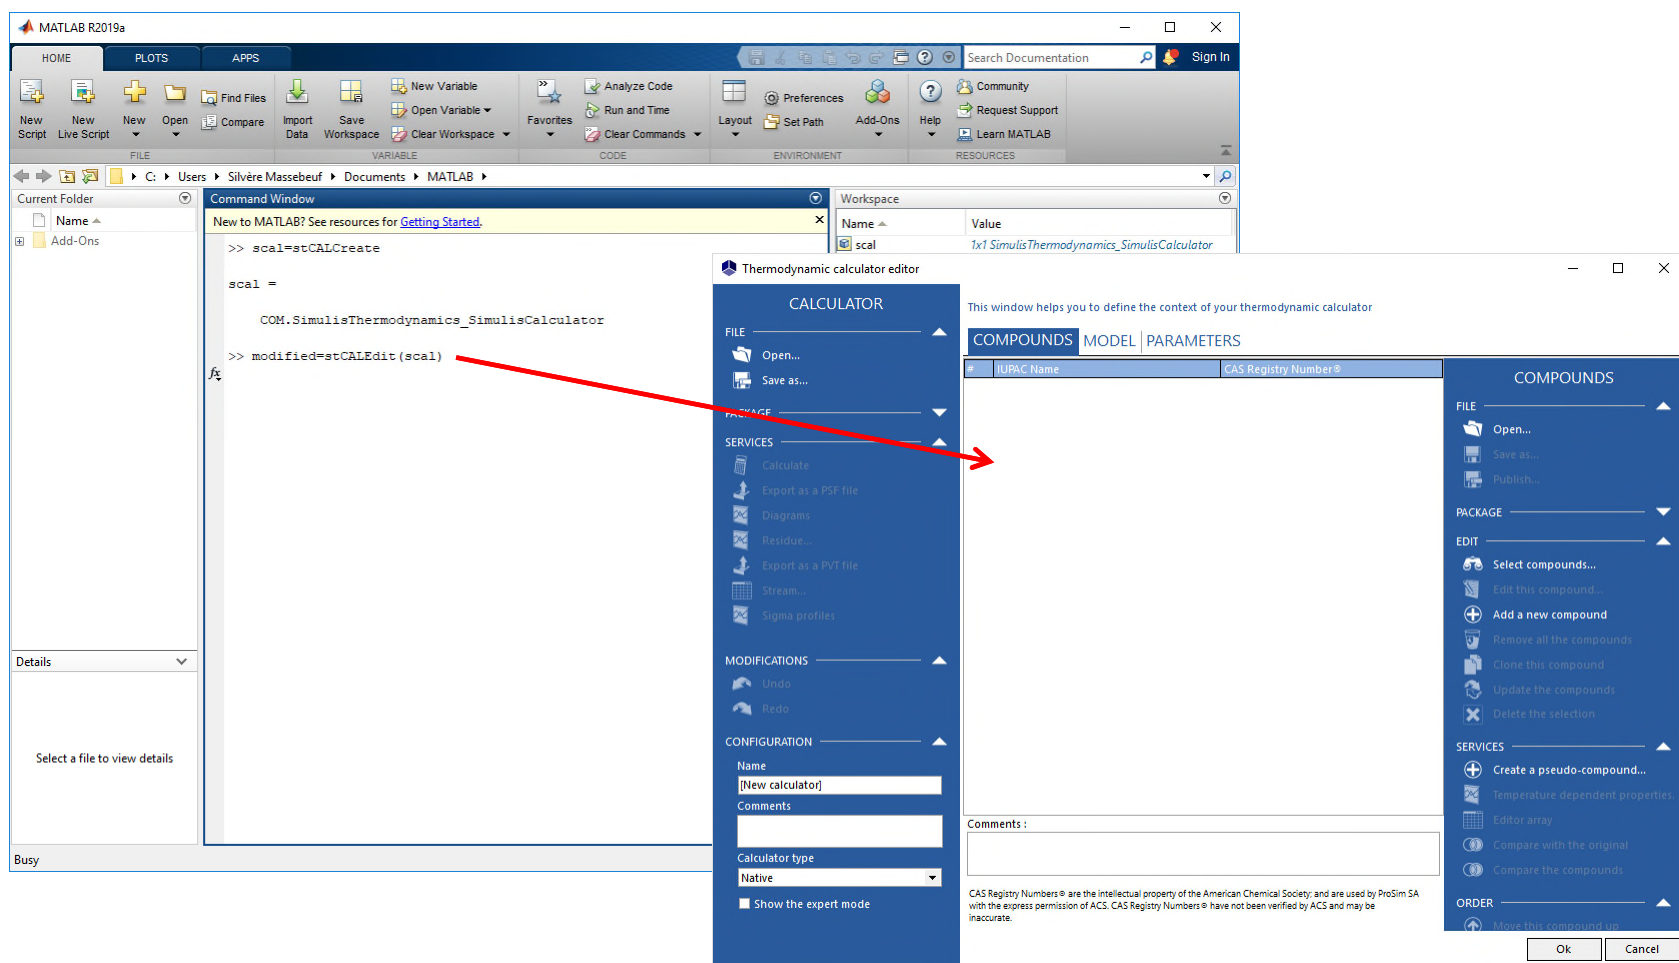 MATLAB R2019a
HOME PLOTS APPS
Search Documentation
Sign In
New Script
New Live Script
New
Open
Find Files
Compare
FILE
Import Data
Save Workspace
New Variable
Open Variable
Clear Workspace
VARIABLE
Favorites
Analyze Code
Run and Time
Clear Commands
CODE
Layout
Preferences
Set Path
Add-Ons
ENVIRONMENT
Help
Community
Request Support
Learn MATLAB
RESOURCES
C: Users Silvère Massebeuf Documents MATLAB
Current Folder
Name
Add-Ons
Details
Select a file to view details
Busy
Command Window
New to MATLAB? See resources for Getting Started.
>> scal=stCALCreate
scal =
COM.SimulisThermodynamics_SimulisCalculator
>> modified=stCALEdit(scal)
fx
Workspace
Name Value
scal 1x1 SimulisThermodynamics_SimulisCalculator
Thermodynamic calculator editor
CALCULATOR
FILE
Open...
Save as...
PACKAGE
SERVICES
Calculate
Export as a PSF file
Diagrams
Residue...
Export as a PVT file
Stream...
Sigma profiles
MODIFICATIONS
Undo
Redo
CONFIGURATION
Name
[New calculator]
Comments
Calculator type
Native
Show the expert mode
This window helps you to define the context of your thermodynamic calculator
COMPOUNDS MODEL PARAMETERS
# IUPAC Name CAS Registry Number®
Comments :
CAS Registry Numbers® are the intellectual property of the American Chemical Society; and are used by ProSim SA
with the express permission of ACS. CAS Registry Numbers® have not been verified by ACS and may be
inaccurate.
COMPOUNDS
FILE
Open...
Save as...
Publish...
PACKAGE
EDIT
Select compounds...
Edit this compound...
Add a new compound
Remove all the compounds
Clone this compound
Update the compounds
Delete the selection
SERVICES
Create a pseudo-compound...
Temperature dependent properties.
Editor array
Compare with the original
Compare the compounds
ORDER
Move this compound up
Ok Cancel